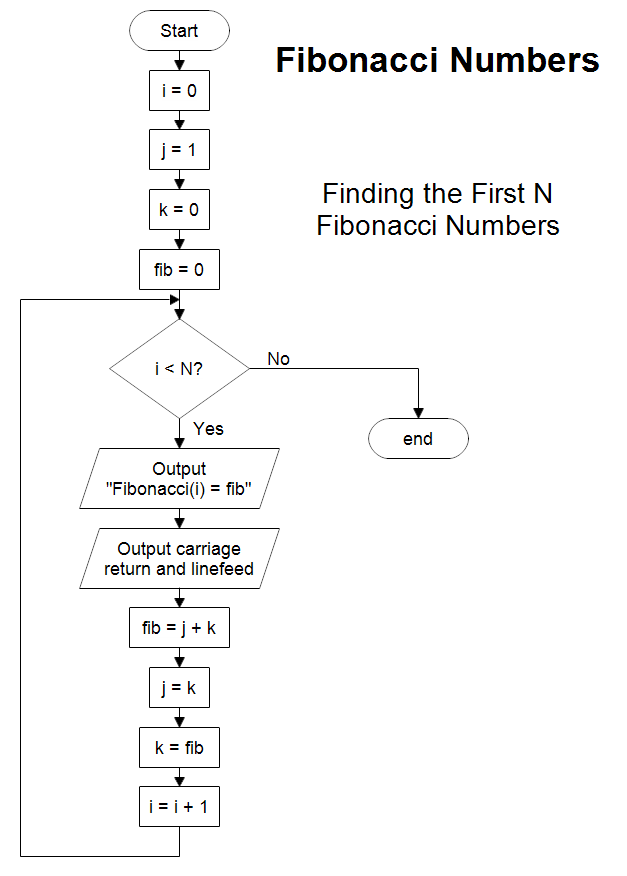 Start
Fibonacci Numbers
i = 0
j = 1
Finding the First N
Fibonacci Numbers
k = 0
fib = 0
i < N?
No
end
Yes
Output
"Fibonacci(i) = fib"
Output carriage
return and linefeed
fib = j + k
j = k
k = fib
i = i + 1